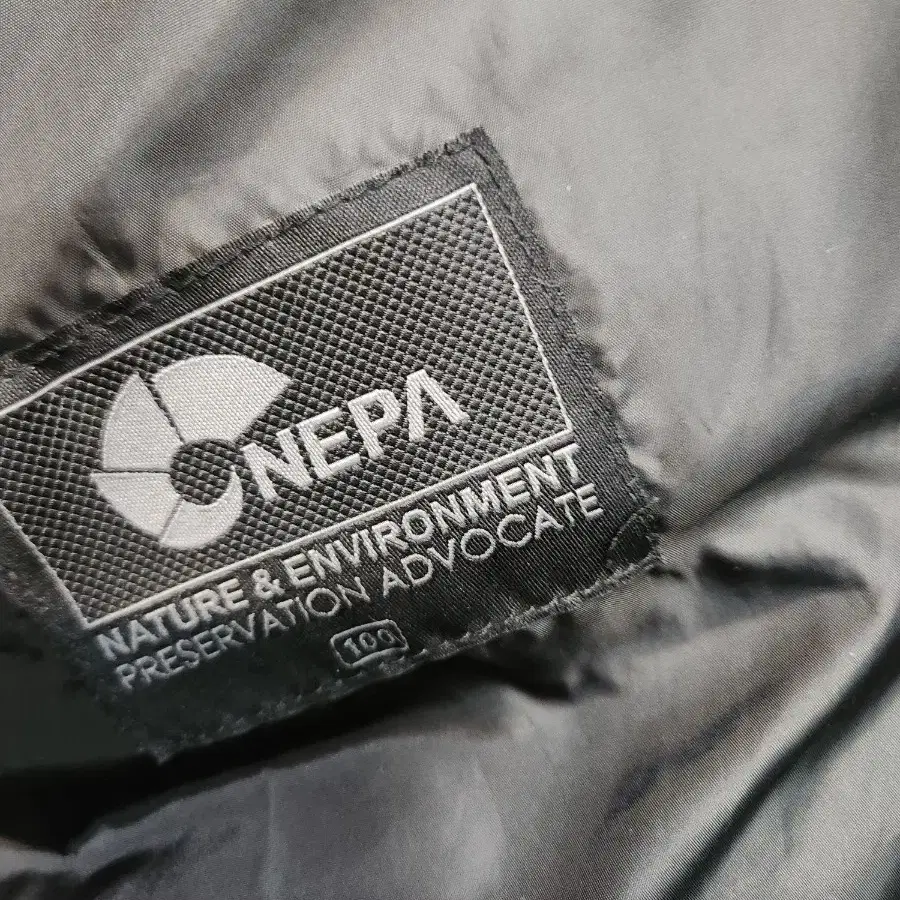 NEPA
NATURE & ENVIRONMENT
PRESERVATION ADVOCATE
100